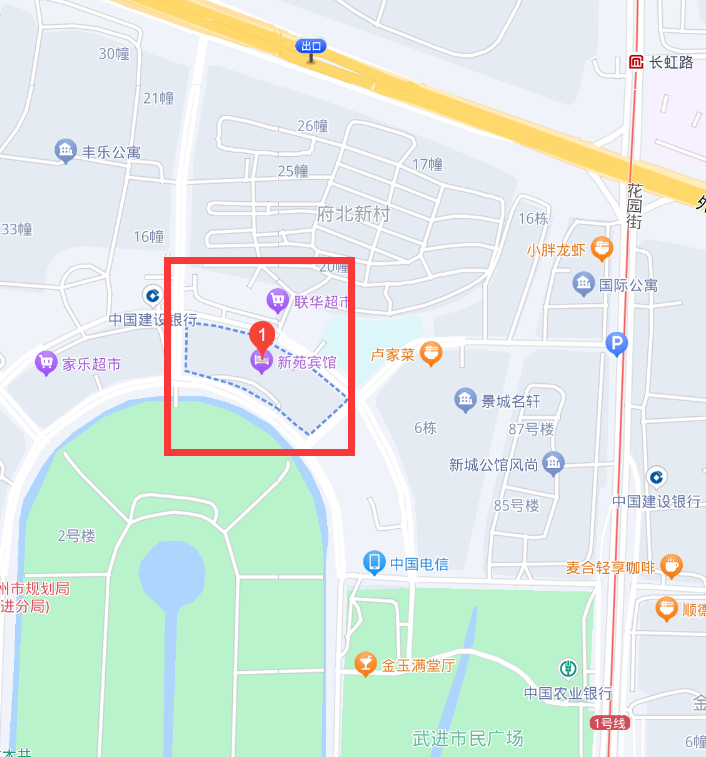 出口
30幢
长虹路
21幢
26幢
丰乐公寓
17幢
25幢
花园街
府北新村
16栋
33幢
16幢
小胖龙虾
20幢
国际公寓
联华超市
中国建设银行
1
卢家菜
P
家乐超市
新苑宾馆
景城名轩
6栋
87号楼
新城公馆风尚
中国建设银行
85号楼
2号楼
中国电信
麦合轻享咖啡
州市规划局
进分局)
顺德
金玉满堂厅
中国农业银行
金
1号线
武进市民广场
6幢